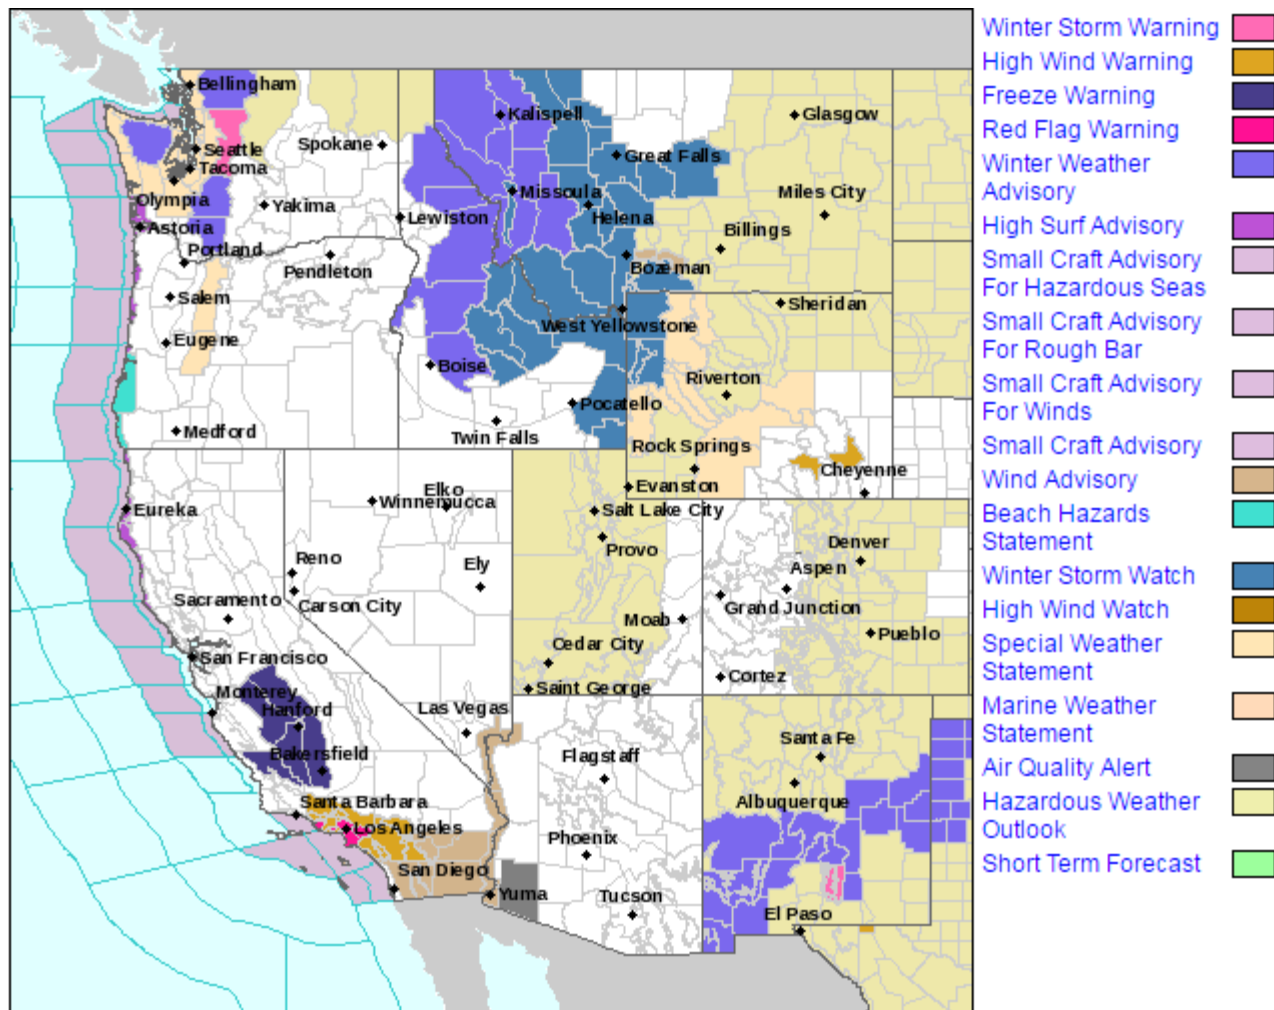 Bellingham
Kalispell
Glasgow
Spokane
Seattle
Great Falls
Tacoma
Missoula
Miles City
Olympia
Yakima
Lewiston
Helena
Astoria
Billings
Portland
Pendleton
Bozeman
Salem
Sheridan
West Yellowstone
Eugene
Boise
Riverton
Pocatello
Medford
Twin Falls
Rock Springs
Cheyenne
Evanston
Elko
Winnemucca
Eureka
Salt Lake City
Provo
Denver
Reno
Ely
Aspen
Sacramento
Carson City
Grand Junction
Moab
Pueblo
Cedar City
San Francisco
Cortez
Saint George
Monterey
Hanford
Las Vegas
Santa Fe
Bakersfield
Flagstaff
Santa Barbara
Albuquerque
Los Angeles
Phoenix
San Diego
Yuma
Tucson
El Paso
Winter Storm Warning
High Wind Warning
Freeze Warning
Red Flag Warning
Winter Weather
Advisory
High Surf Advisory
Small Craft Advisory
For Hazardous Seas
Small Craft Advisory
For Rough Bar
Small Craft Advisory
For Winds
Small Craft Advisory
Wind Advisory
Beach Hazards
Statement
Winter Storm Watch
High Wind Watch
Special Weather
Statement
Marine Weather
Statement
Air Quality Alert
Hazardous Weather
Outlook
Short Term Forecast